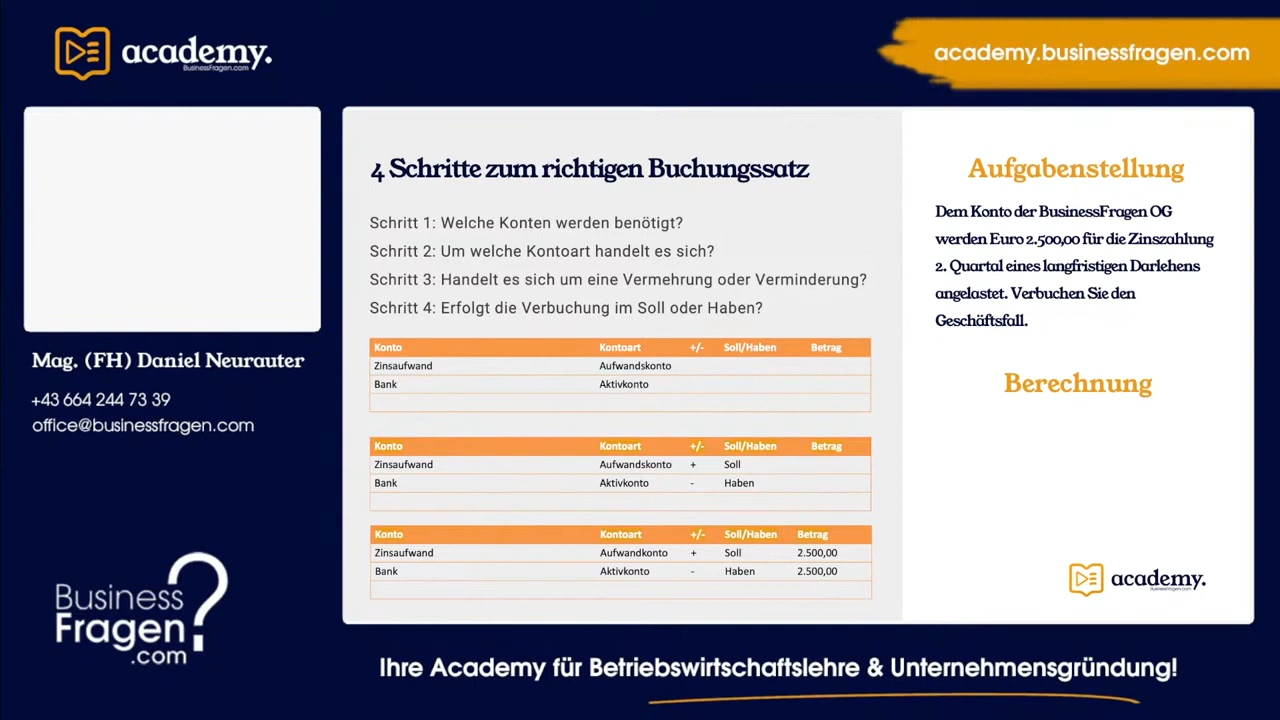 academy.
BusinessFragen.com
academy.businessfragen.com
Mag. (FH) Daniel Neurauter
+43 664 244 73 39
office@businessfragen.com
Business
Fragen
.com
?
4 Schritte zum richtigen Buchungssatz
Schritt 1: Welche Konten werden benötigt?
Schritt 2: Um welche Kontoart handelt es sich?
Schritt 3: Handelt es sich um eine Vermehrung oder Verminderung?
Schritt 4: Erfolgt die Verbuchung im Soll oder Haben?
Konto Kontoart +/- Soll/Haben Betrag
Zinsaufwand Aufwandskonto
Bank Aktivkonto
Konto Kontoart +/- Soll/Haben Betrag
Zinsaufwand Aufwandskonto + Soll
Bank Aktivkonto - Haben
Konto Kontoart +/- Soll/Haben Betrag
Zinsaufwand Aufwandkonto + Soll 2.500,00
Bank Aktivkonto - Haben 2.500,00
Aufgabenstellung
Dem Konto der BusinessFragen OG
werden Euro 2.500,00 für die Zinszahlung
2. Quartal eines langfristigen Darlehens
angelastet. Verbuchen Sie den
Geschäftsfall.
Berechnung
academy.
BusinessFragen.com
Ihre Academy für Betriebswirtschaftslehre & Unternehmensgründung!